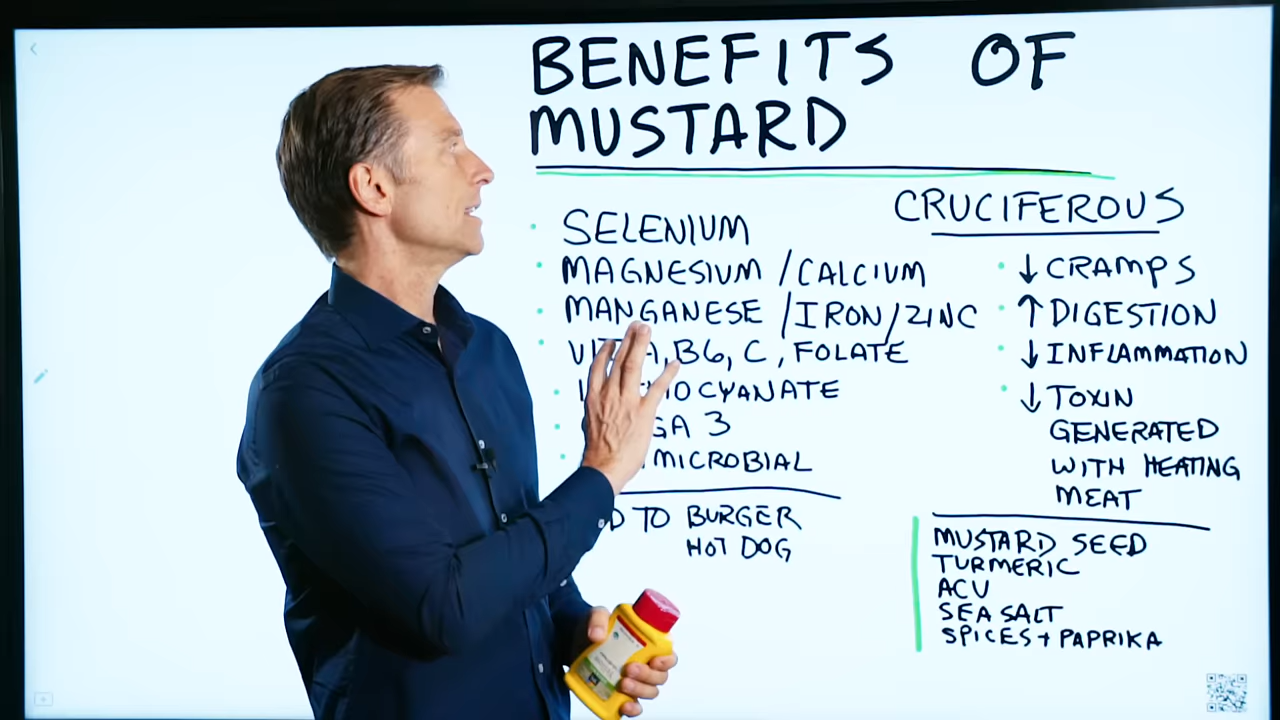 BENEFITS OF
MUSTARD
SELENIUM
MAGNESIUM / CALCIUM
MANGANESE / IRON / ZINC
B6, C, FOLATE
OCYANATE
GA 3
MICROBIAL
D TO BURGER
HOT DOG
CRUCIFEROUS
↓ CRAMPS
↑ DIGESTION
↓ INFLAMMATION
↓ TOXIN
GENERATED
WITH HEATING
MEAT
MUSTARD SEED
TURMERIC
ACV
SEA SALT
SPICES + PAPRIKA